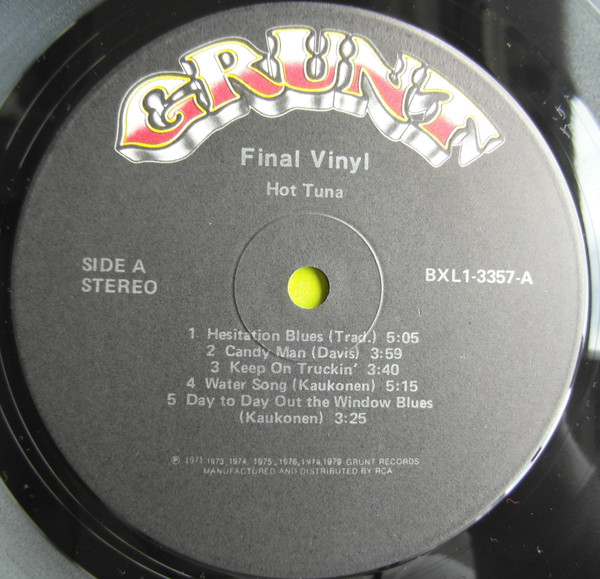 GRUNT
Final Vinyl
Hot Tuna
SIDE A
STEREO
BXL1-3357-A
1 Hesitation Blues (Trad.) 5:05
2 Candy Man (Davis) 3:59
3 Keep On Truckin' 3:40
4 Water Song (Kaukonen) 5:15
5 Day to Day Out the Window Blues
(Kaukonen) 3:25
℗ 1971, 1973, 1974, 1975, 1976, 1978, 1979 GRUNT RECORDS
MANUFACTURED AND DISTRIBUTED BY RCA